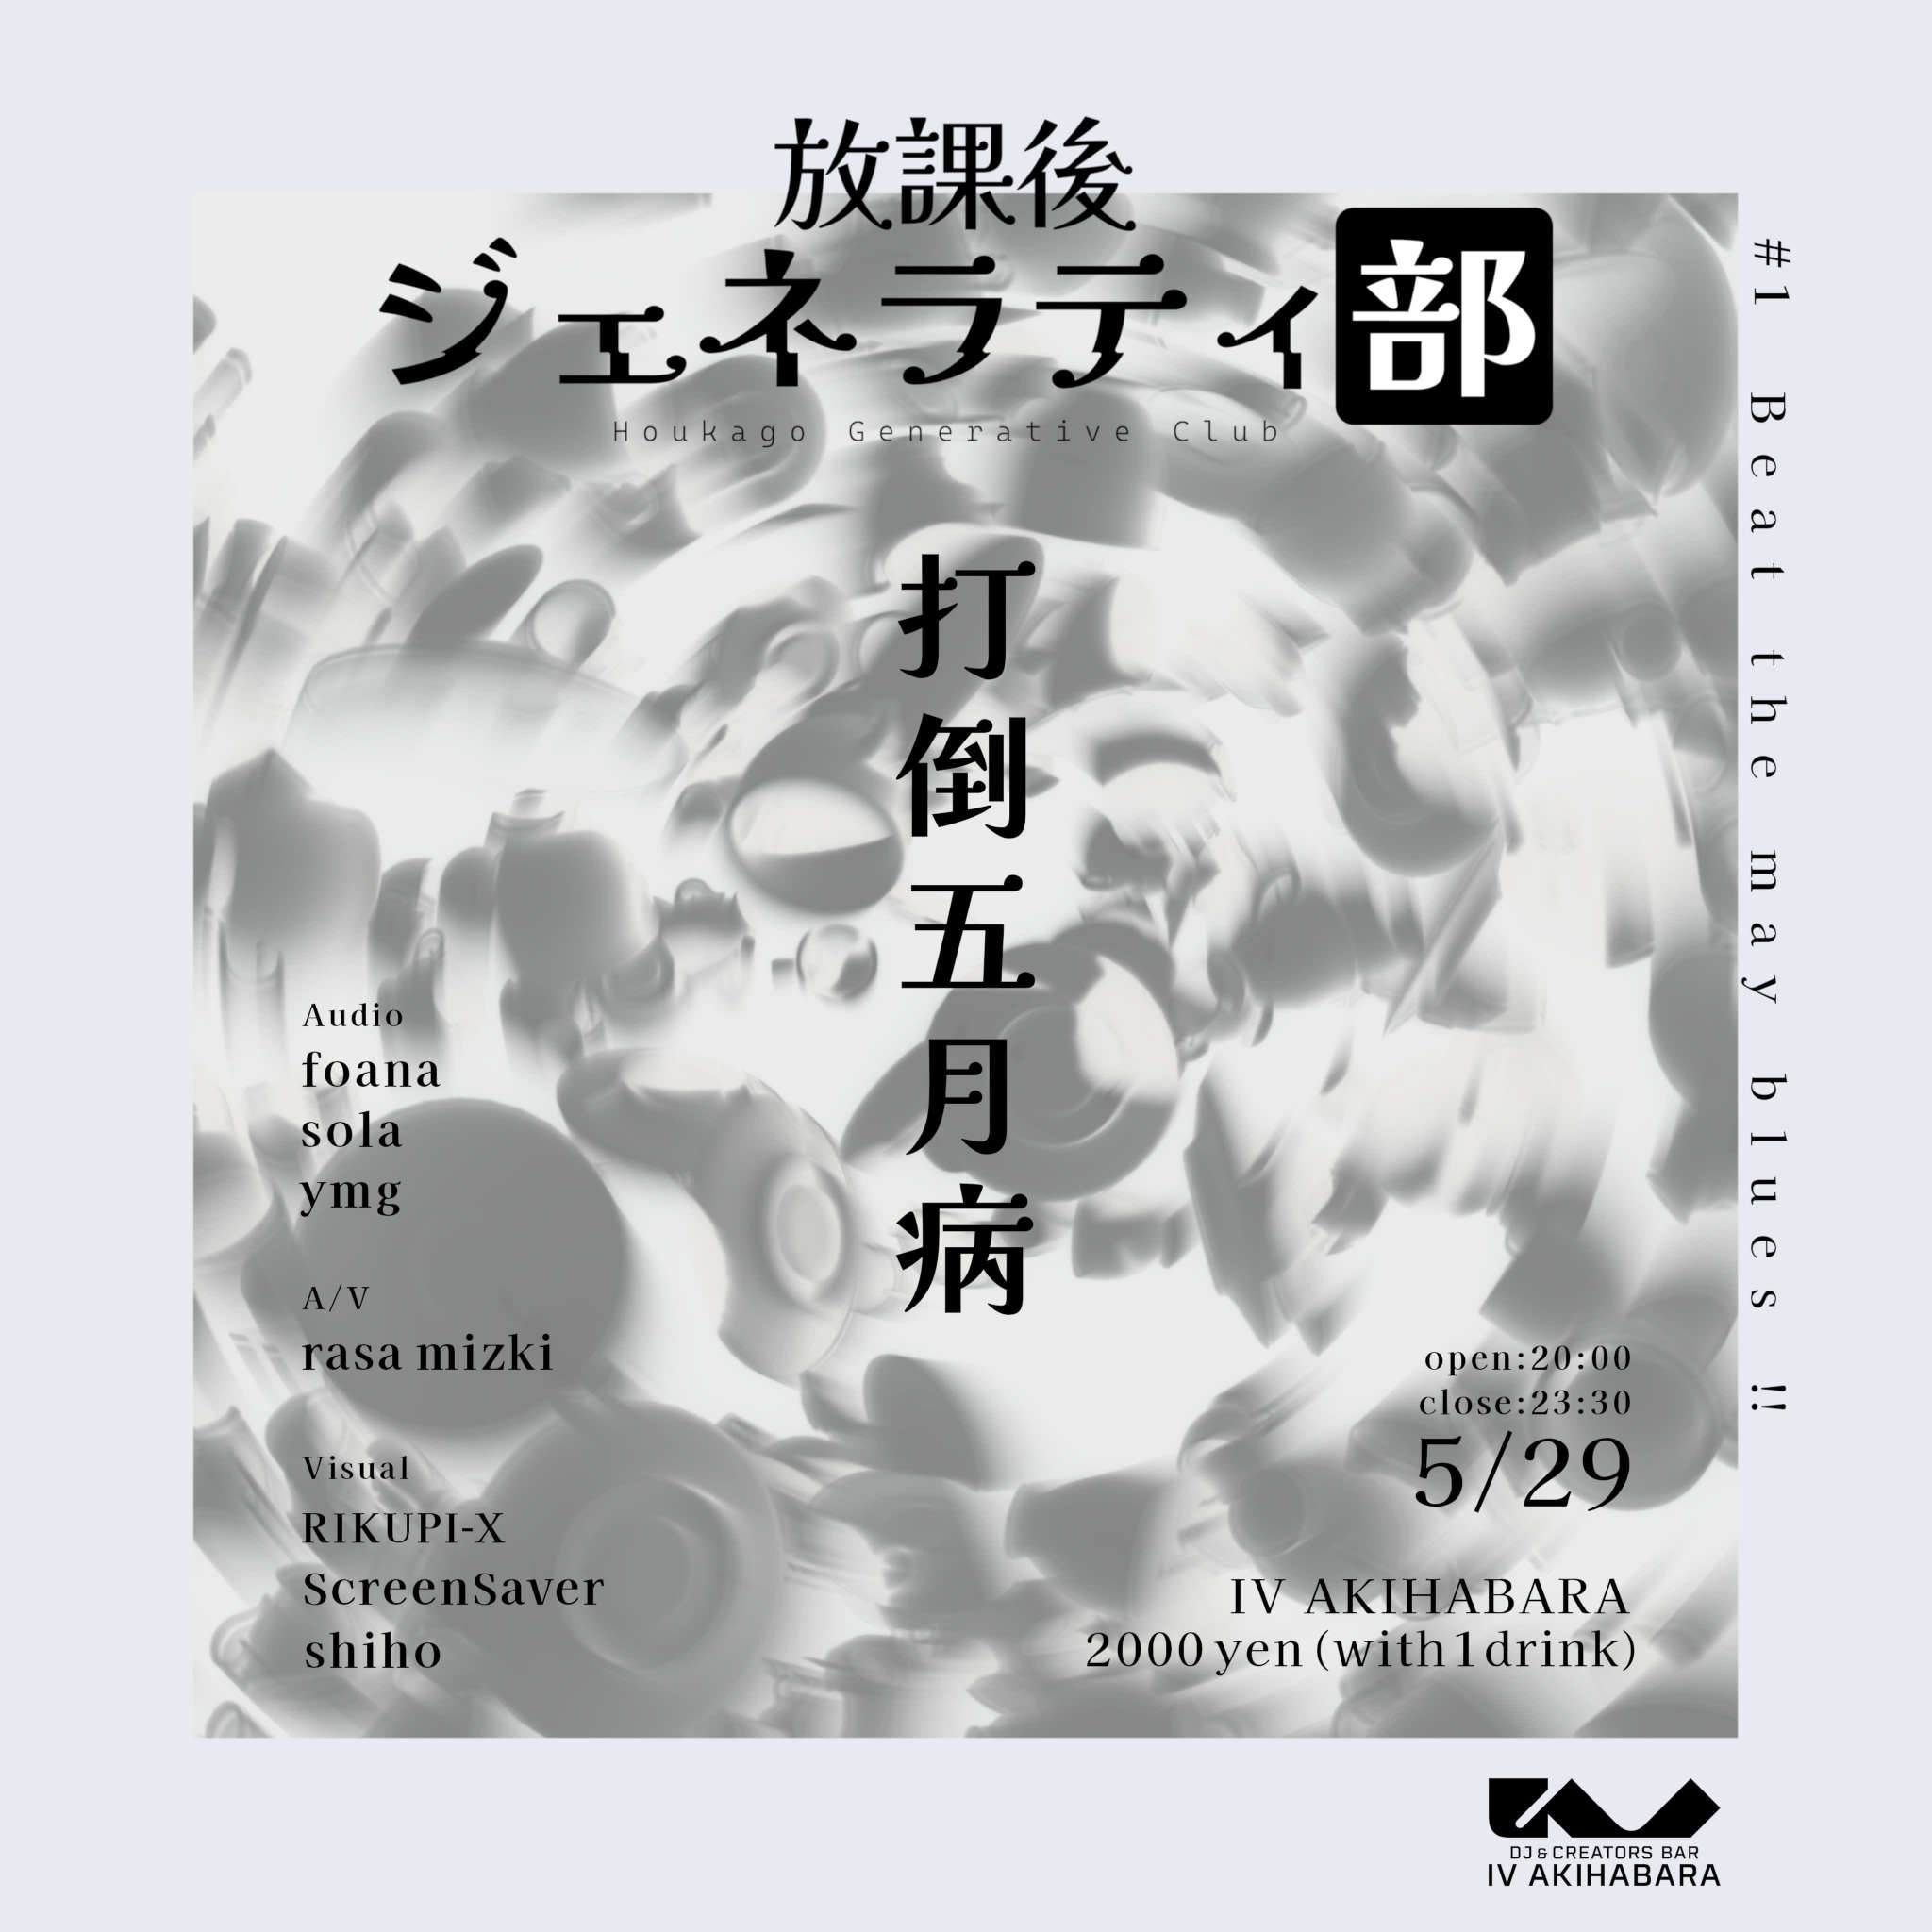 放課後
ジェネラティ部
Houkago Generative Club
#1 Beat the may blues !!
打倒五月病
Audio
foana
sola
ymg
A/V
rasa mizki
Visual
RIKUPI-X
ScreenSaver
shiho
open:20:00
close:23:30
5/29
IV AKIHABARA
2000 yen (with 1 drink)
DJ & CREATORS BAR
IV AKIHABARA